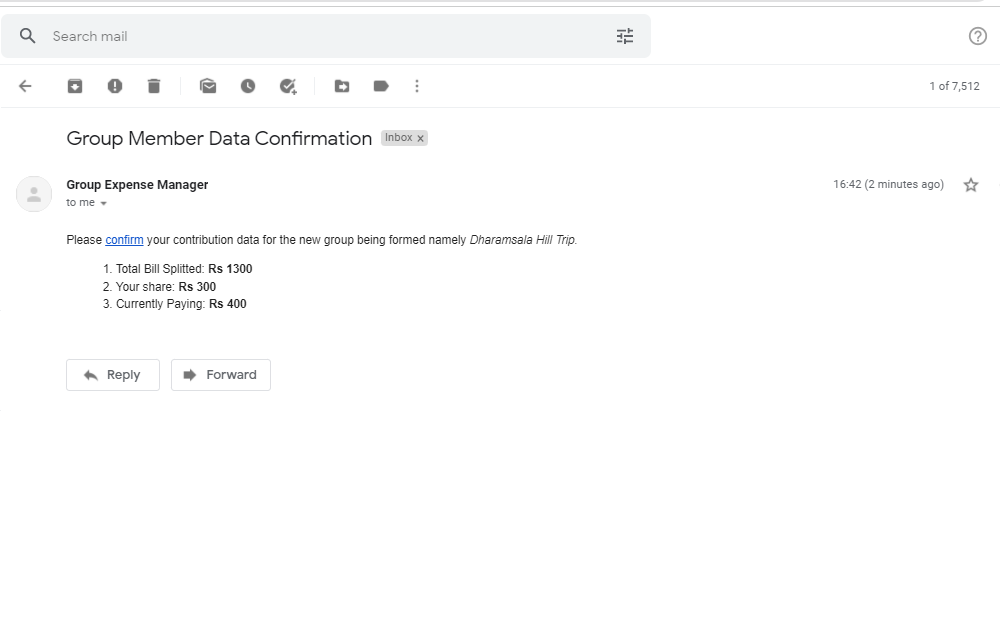 Search mail
1 of 7,512
Group Member Data Confirmation Inbox x
Group Expense Manager 16:42 (2 minutes ago)
to me
Please confirm your contribution data for the new group being formed namely Dharamsala Hill Trip.
1. Total Bill Splitted: Rs 1300
2. Your share: Rs 300
3. Currently Paying: Rs 400
Reply Forward